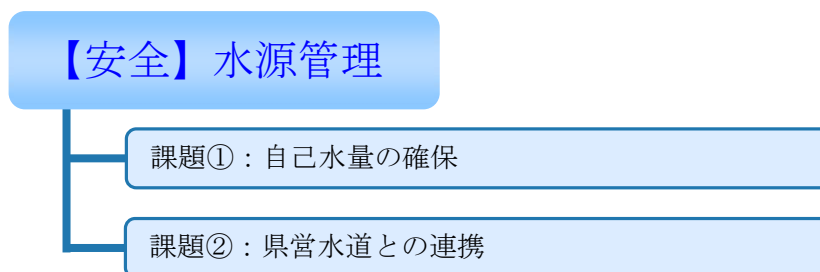 【安全】水源管理
課題①：自己水量の確保
課題②：県営水道との連携